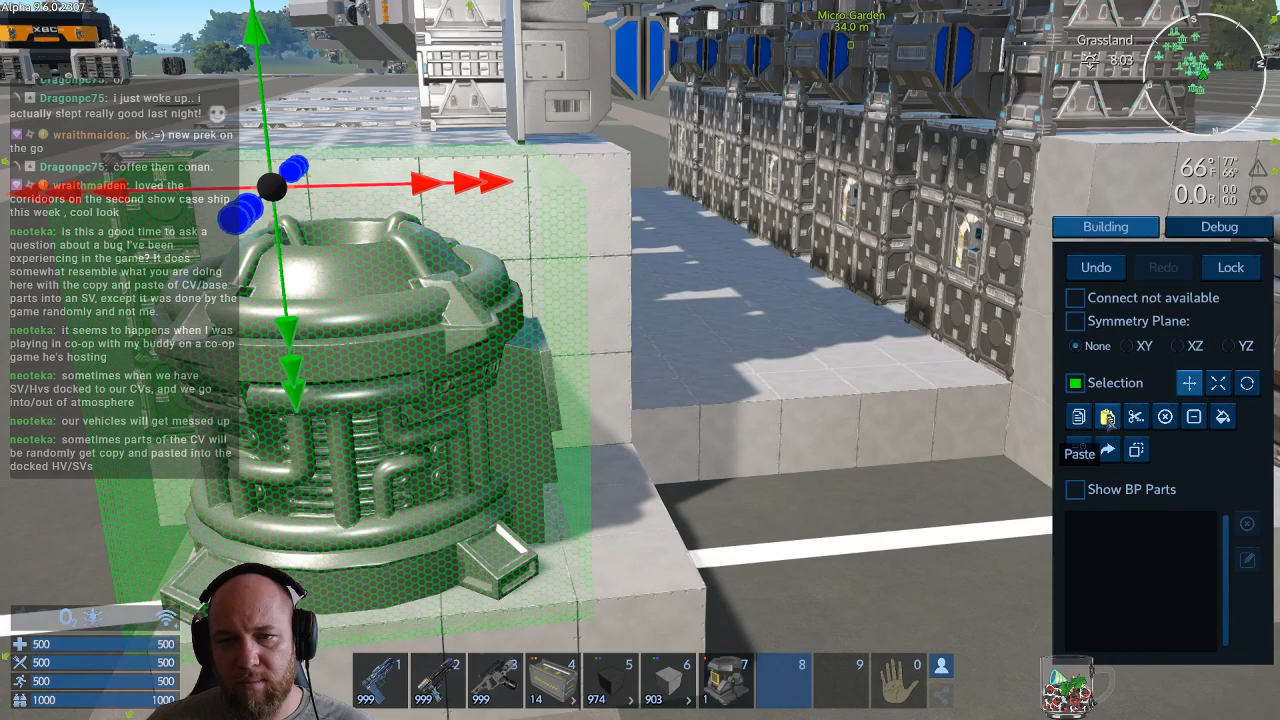 Alpha 9.6.0.2307
XBC
Dragonpc75: o/
Dragonpc75: i just woke up.. i
actually slept really good last night!
wraithmaiden: bk :=) new prek on
the go
Dragonpc75: coffee then conan.
wraithmaiden: loved the
corridoors on the second show case ship
this week , cool look
neoteka: is this a good time to ask a
question about a bug I've been
experiencing in the game? It does
somewhat resemble what you are doing
here with the copy and paste of CV/base
parts into an SV, except it was done by the
game randomly and not me.
neoteka: it seems to happens when I was
playing in co-op with my buddy on a co-op
game he's hosting
neoteka: sometimes when we have
SV/Hvs docked to our CVs, and we go
into/out of atmosphere
neoteka: our vehicles will get messed up
neoteka: sometimes parts of the CV will
be randomly get copy and pasted into the
docked HV/SVs
Micro Garden
34.0 m
Grassland
8.03
S
N
66°F 77° 66°
0.0R 0.0 0.0
Building
Debug
Undo
Redo
Lock
Connect not available
Symmetry Plane:
None XY XZ YZ
Selection
Paste
Show BP Parts
500 500
500 500
500 500
1000 1000
1 2 3 4 5 6 7 8 9 0
999 999 999 14 974 903 1